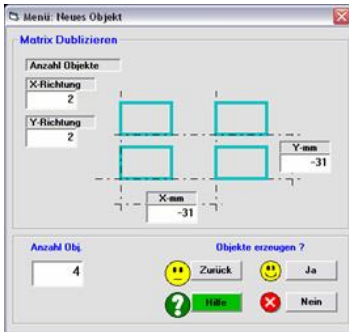 Menü: Neues Objekt
Matrix Dublizieren
Anzahl Objekte
X-Richtung
2
Y-Richtung
2
Y-mm
-31
X-mm
-31
Anzahl Obj.
Objekte erzeugen ?
4
Zurück
Ja
Hilfe
Nein